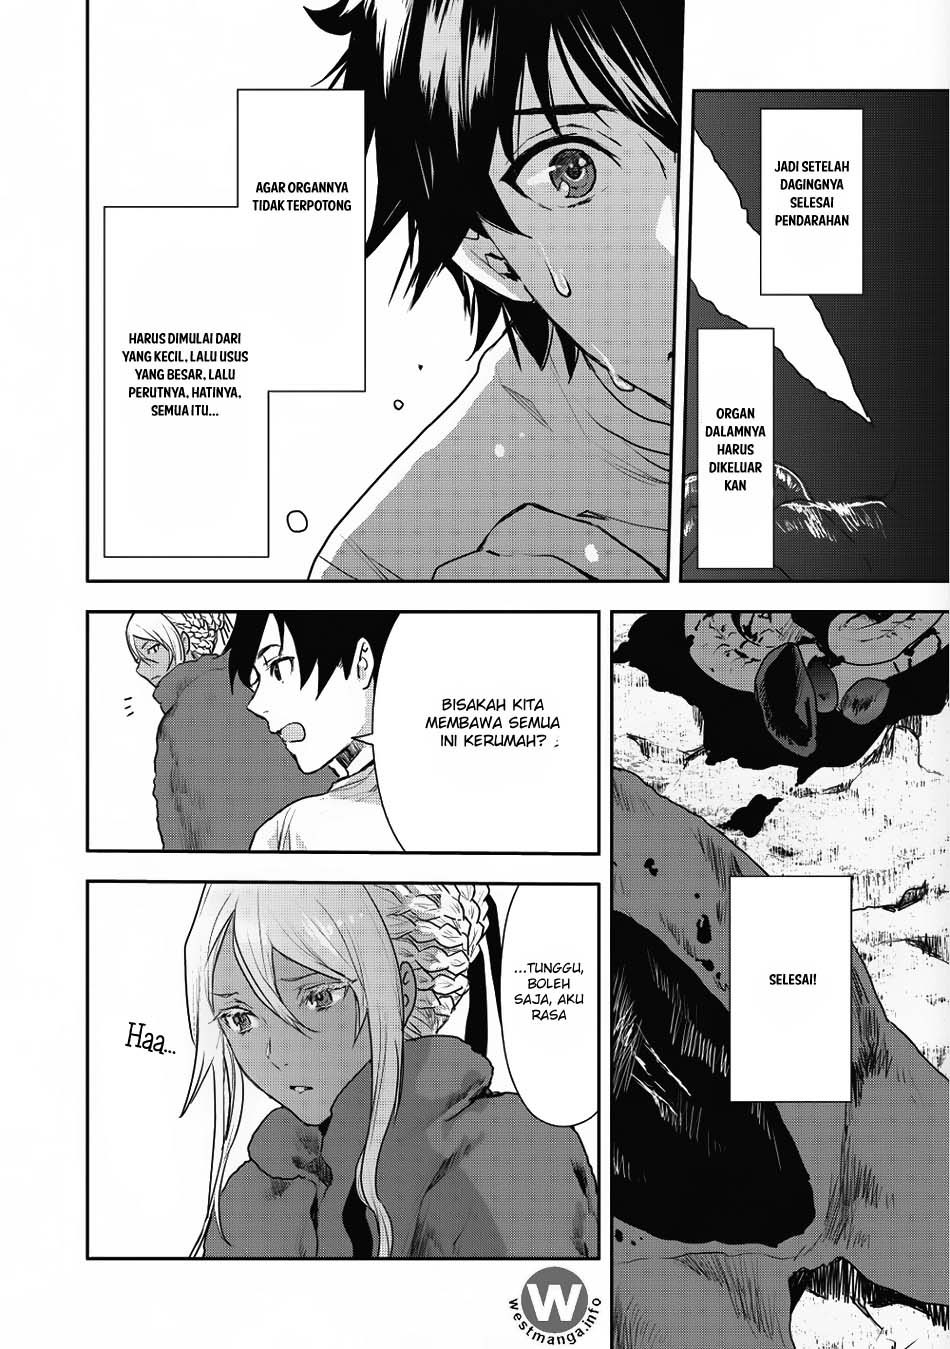 JADI SETELAH
DAGINGNYA
SELESAI
PENDARAHAN
ORGAN
DALAMNYA
HARUS
DIKELUAR
KAN
AGAR ORGANNYA
TIDAK TERPOTONG
HARUS DIMULAI DARI
YANG KECIL, LALU USUS
YANG BESAR, LALU
PERUTNYA, HATINYA,
SEMUA ITU...
SELESAI!
BISAKAH KITA
MEMBAWA SEMUA
INI KERUMAH?
...TUNGGU,
BOLEH
SAJA, AKU
RASA
Haa...
W
westmanga.info